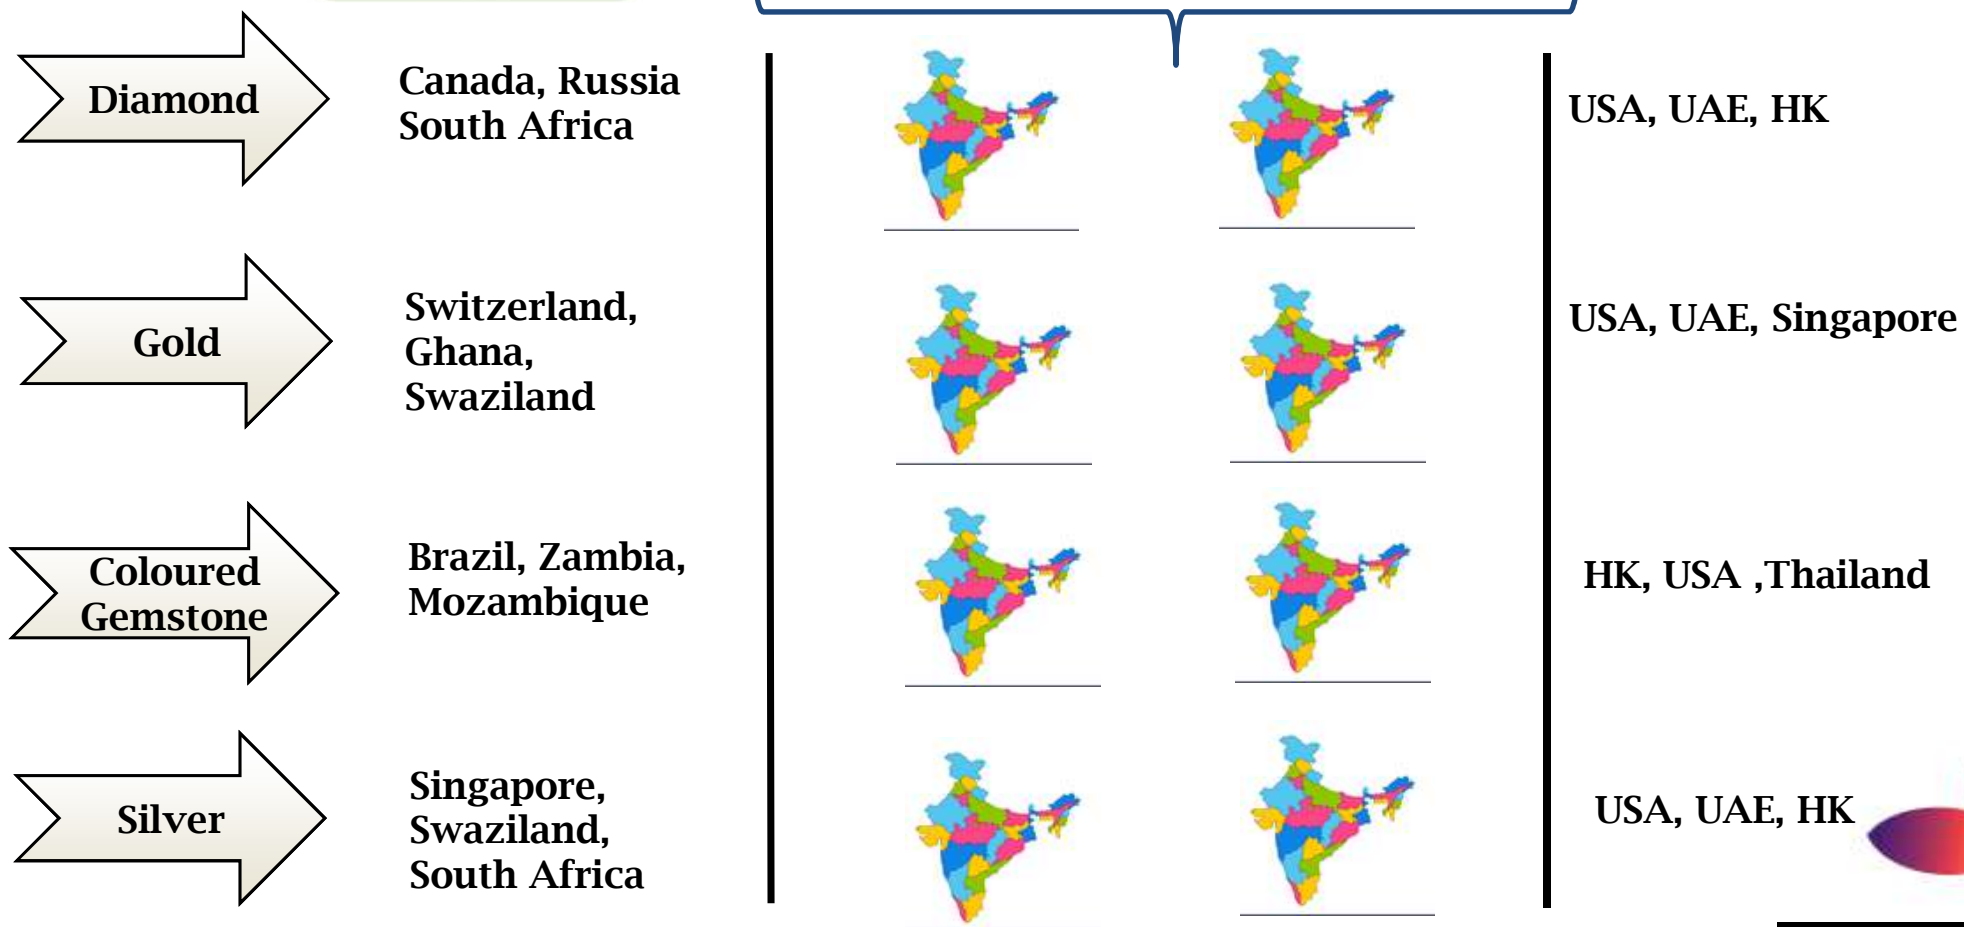 Diamond
Canada, Russia
South Africa
USA, UAE, HK
Gold
Switzerland,
Ghana,
Swaziland
USA, UAE, Singapore
Coloured
Gemstone
Brazil, Zambia,
Mozambique
HK, USA ,Thailand
Silver
Singapore,
Swaziland,
South Africa
USA, UAE, HK